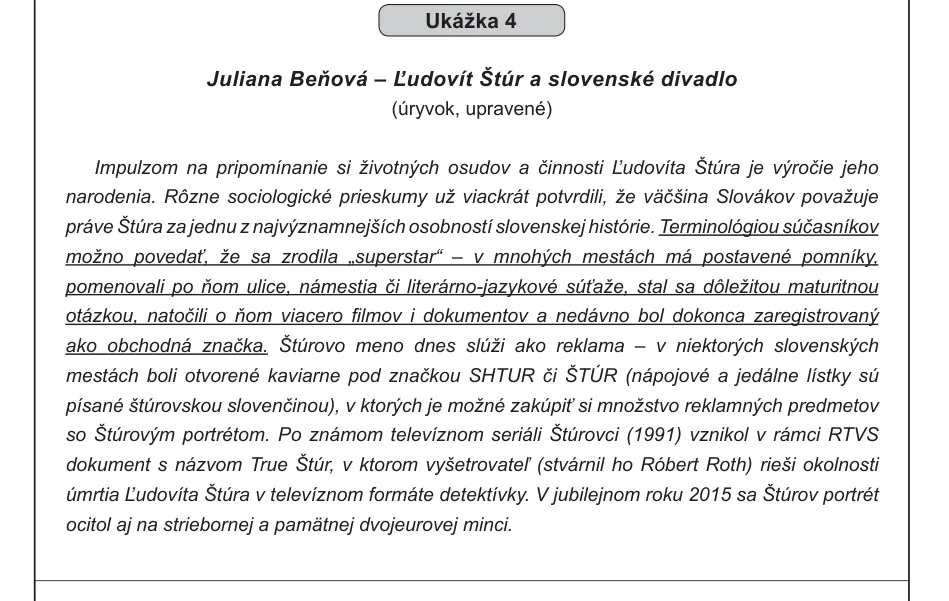 Ukážka 4
Juliana Beňová – Ľudovít Štúr a slovenské divadlo
(úryvok, upravené)
Impulzom na pripomínanie si životných osudov a činnosti Ľudovíta Štúra je výročie jeho
narodenia. Rôzne sociologické prieskumy už viackrát potvrdili, že väčšina Slovákov považuje
práve Štúra za jednu z najvýznamnejších osobností slovenskej histórie. Terminológiou súčasníkov
možno povedať, že sa zrodila „superstar“ – v mnohých mestách má postavené pomníky,
pomenovali po ňom ulice, námestia či literárno-jazykové súťaže, stal sa dôležitou maturitnou
otázkou, natočili o ňom viacero filmov i dokumentov a nedávno bol dokonca zaregistrovaný
ako obchodná značka. Štúrovo meno dnes slúži ako reklama – v niektorých slovenských
mestách boli otvorené kaviarne pod značkou SHTUR či ŠTÚR (nápojové a jedálne lístky sú
písané štúrovskou slovenčinou), v ktorých je možné zakúpiť si množstvo reklamných predmetov
so Štúrovým portrétom. Po známom televíznom seriáli Štúrovci (1991) vznikol v rámci RTVS
dokument s názvom True Štúr, v ktorom vyšetrovateľ (stvárnil ho Róbert Roth) rieši okolnosti
úmrtia Ľudovíta Štúra v televíznom formáte detektívky. V jubilejnom roku 2015 sa Štúrov portrét
ocitol aj na striebornej a pamätnej dvojeurovej minci.